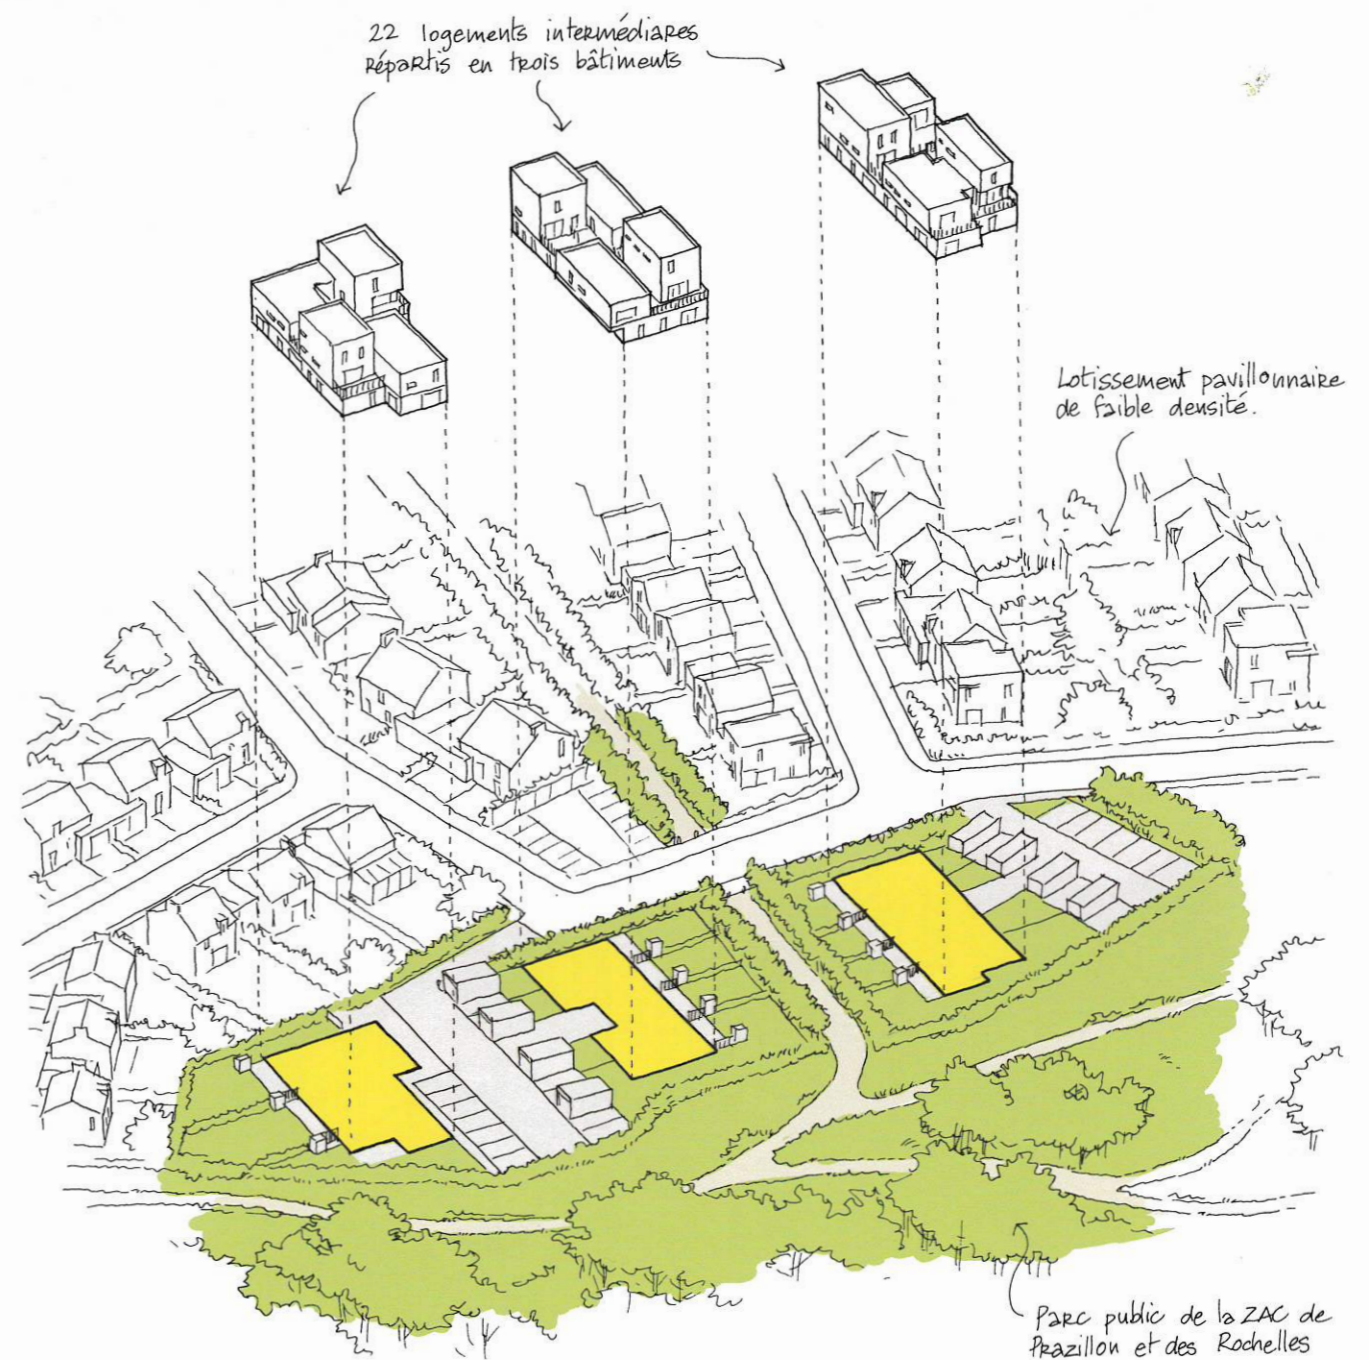 22 logements intermédiares
répartis en trois bâtiments
Lotissement pavillonnaire
de faible densité.
Parc public de la ZAC de
Prazillon et des Rochelles